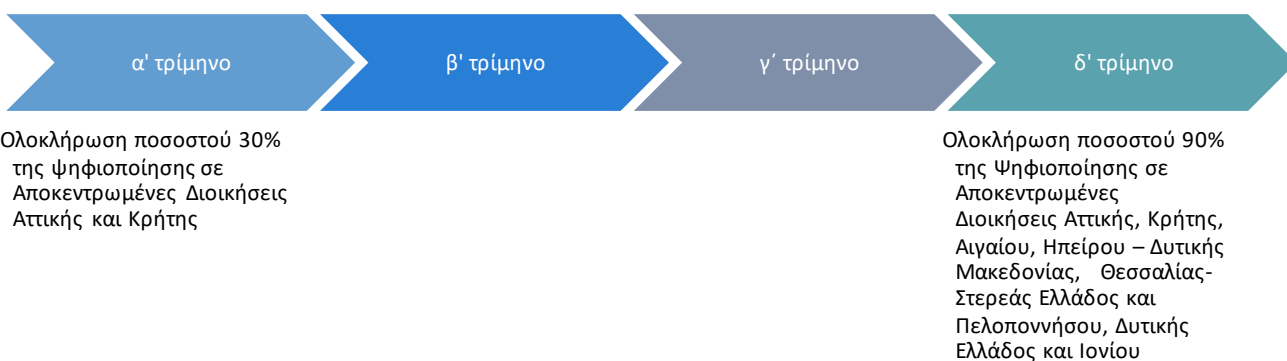 α' τρίμηνο
β' τρίμηνο
γ΄ τρίμηνο
δ' τρίμηνο
Ολοκλήρωση ποσοστού 30%
της ψηφιοποίησης σε
Αποκεντρωμένες Διοικήσεις
Αττικής και Κρήτης
Ολοκλήρωση ποσοστού 90%
της Ψηφιοποίησης σε
Αποκεντρωμένες
Διοικήσεις Αττικής, Κρήτης,
Αιγαίου, Ηπείρου – Δυτικής
Μακεδονίας, Θεσσαλίας-
Στερεάς Ελλάδος και
Πελοποννήσου, Δυτικής
Ελλάδος και Ιονίου